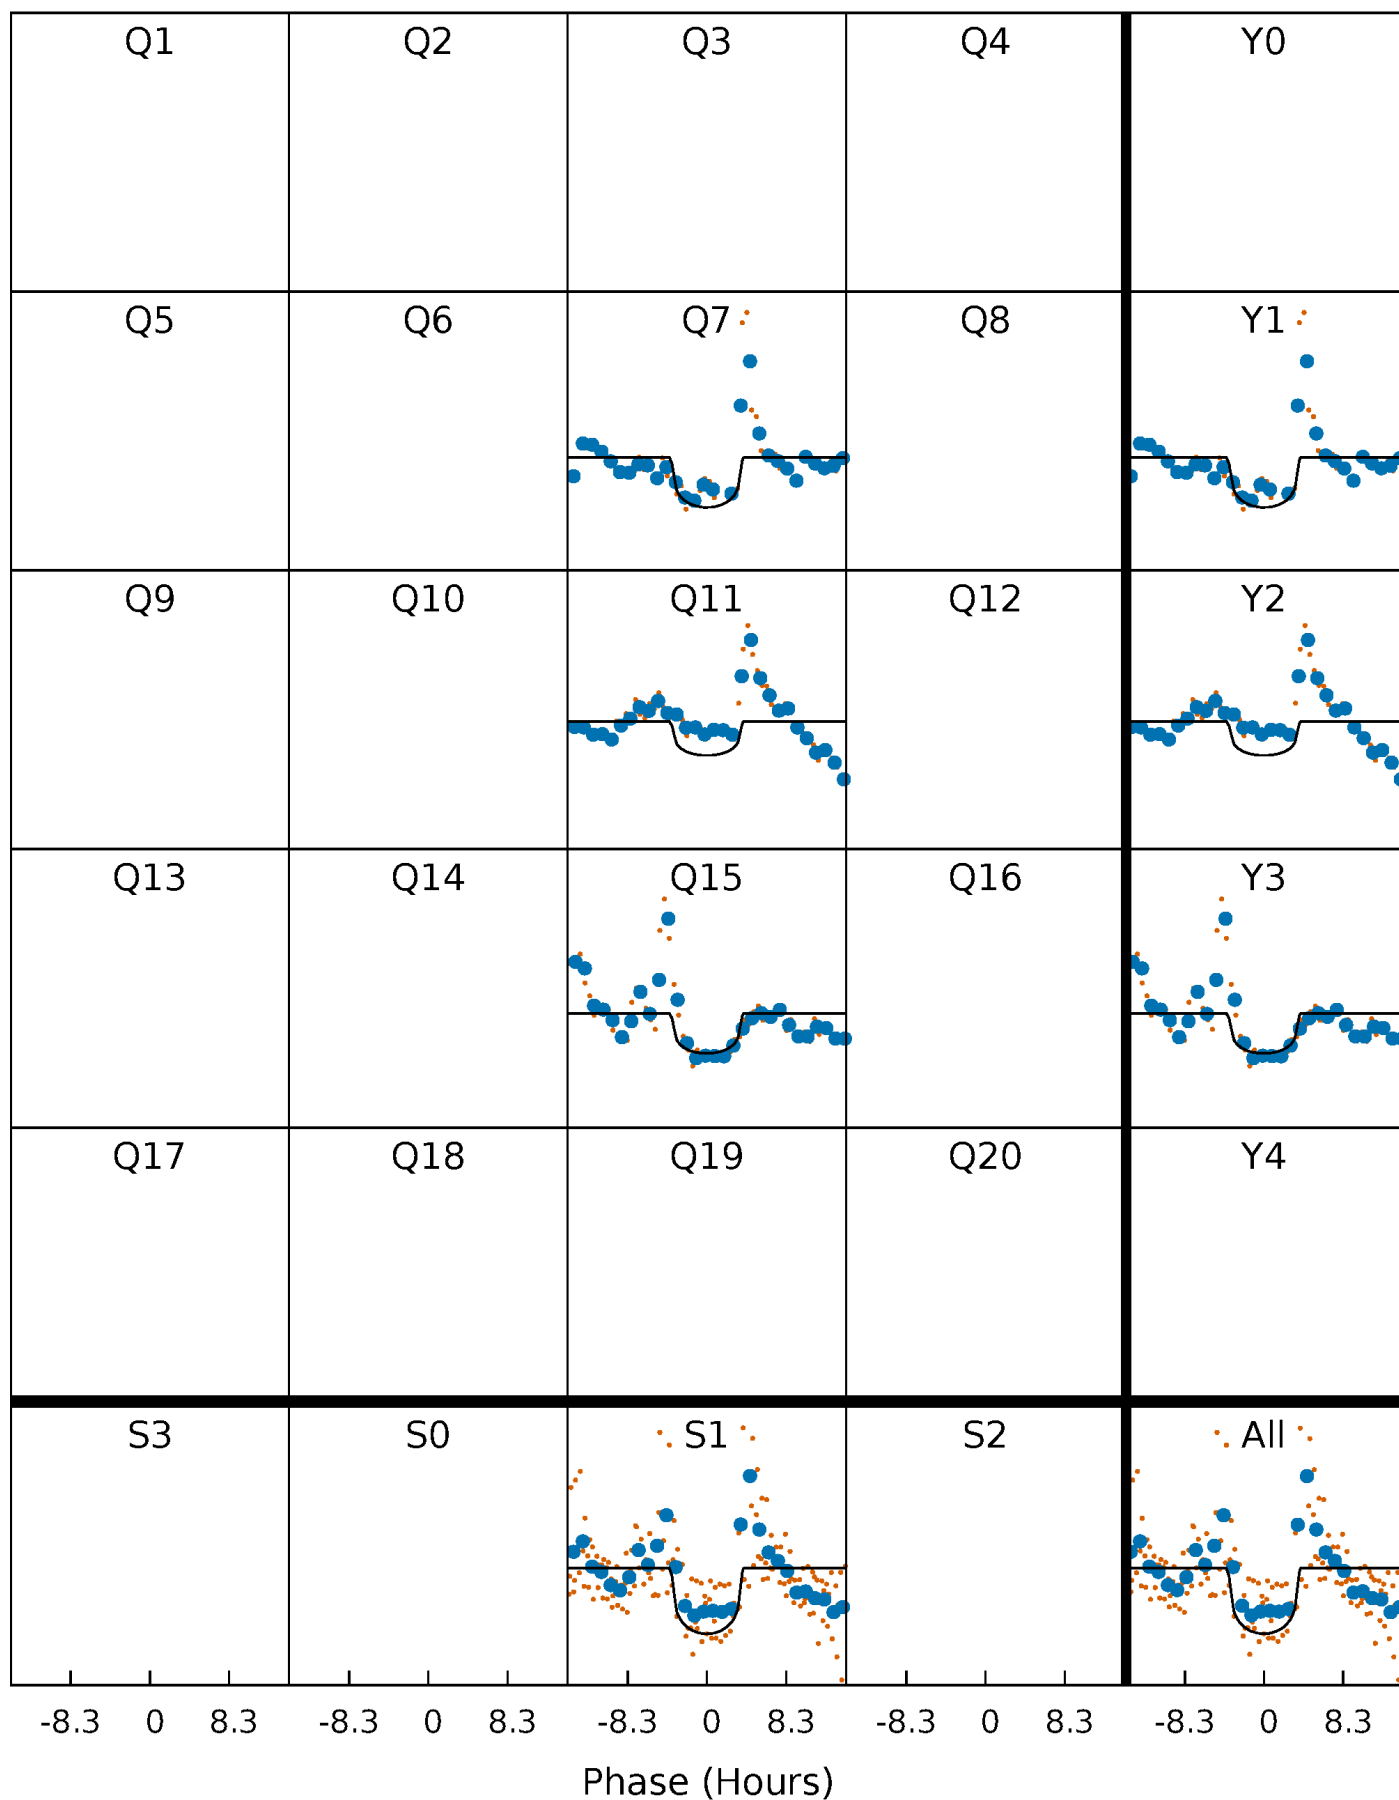 Q1 Q2 Q3 Q4 Y0
Q5 Q6 Q7 Q8 Y1
Q9 Q10 Q11 Q12 Y2
Q13 Q14 Q15 Q16 Y3
Q17 Q18 Q19 Q20 Y4
S3 S0 S1 S2 All
-8.3 0 8.3 -8.3 0 8.3 -8.3 0 8.3 -8.3 0 8.3 -8.3 0 8.3
Phase (Hours)